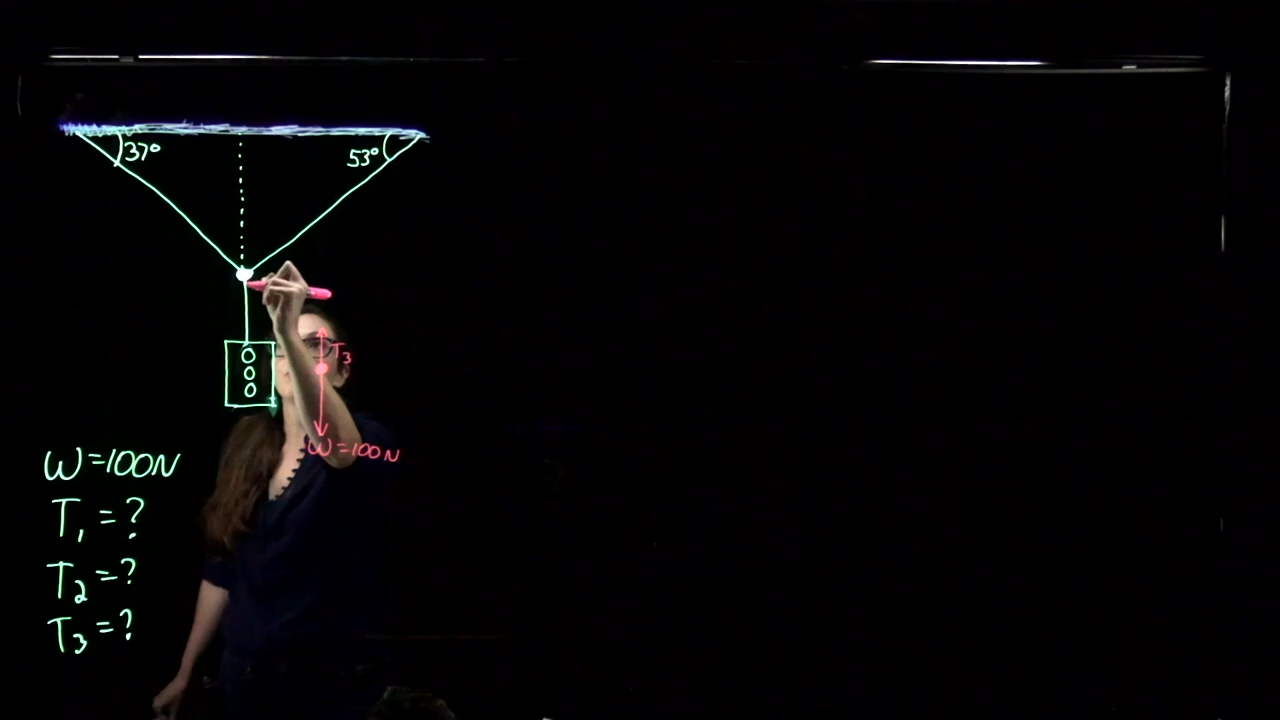 37° 53°
T₃
W=100N
W=100N
T₁=?
T₂=?
T₃=?